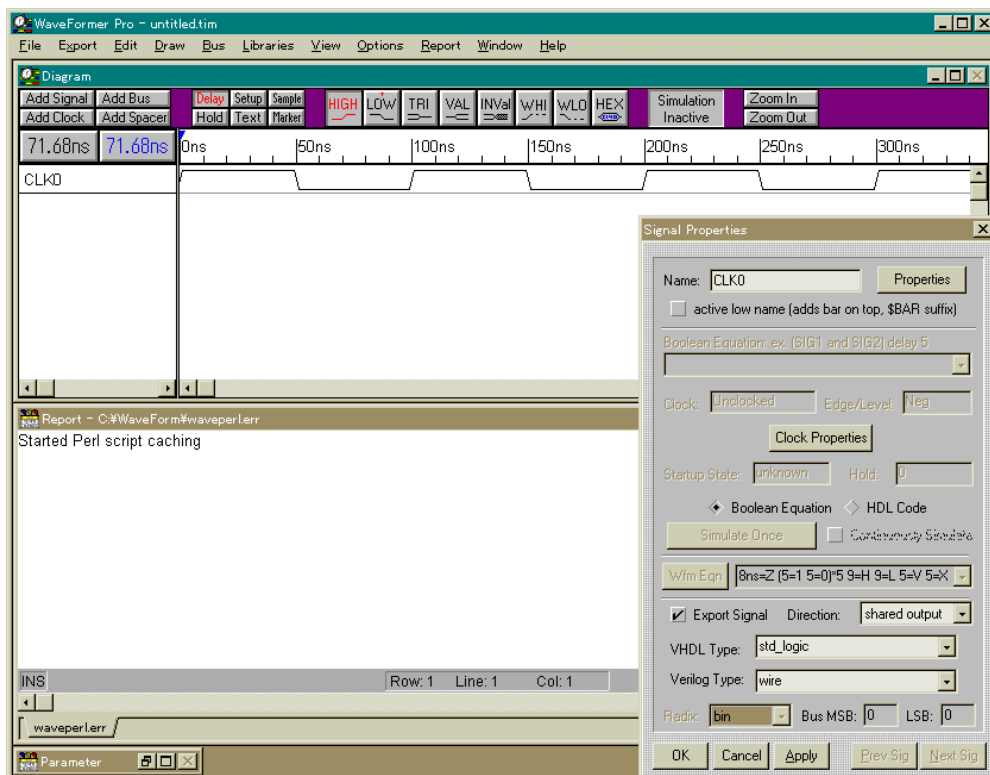 WaveFormer Pro - untitled.tim
File Export Edit Draw Bus Libraries View Options Report Window Help
Diagram
Add Signal Add Bus Delay Setup Sample HIGH LOW TRI VAL INVal WHI WLO HEX Simulation Inactive Zoom In
Add Clock Add Spacer Hold Text Marker Zoom Out
71.68ns 71.68ns 0ns 50ns 100ns 150ns 200ns 250ns 300ns
CLK0
Signal Properties
Name: CLK0 Properties
active low name (adds bar on top, $BAR suffix)
Boolean Equation: ex. (SIG1 and SIG2) delay 5
Clock: Unclocked Edge/Level: Neg
Clock Properties
Startup State: unknown Hold: 0
Boolean Equation HDL Code
Simulate Once Continuously Simulate
Wfm Eqn 8ns=Z (5=1 5=0)*5 9=H 9=L 5=V 5=X
Export Signal Direction: shared output
VHDL Type: std_logic
Verilog Type: wire
Radix: bin Bus MSB: 0 LSB: 0
OK Cancel Apply Prev Sig Next Sig
Report - C:¥WaveForm¥waveperl.err
Started Perl script caching
INS Row: 1 Line: 1 Col: 1
waveperl.err
Parameter